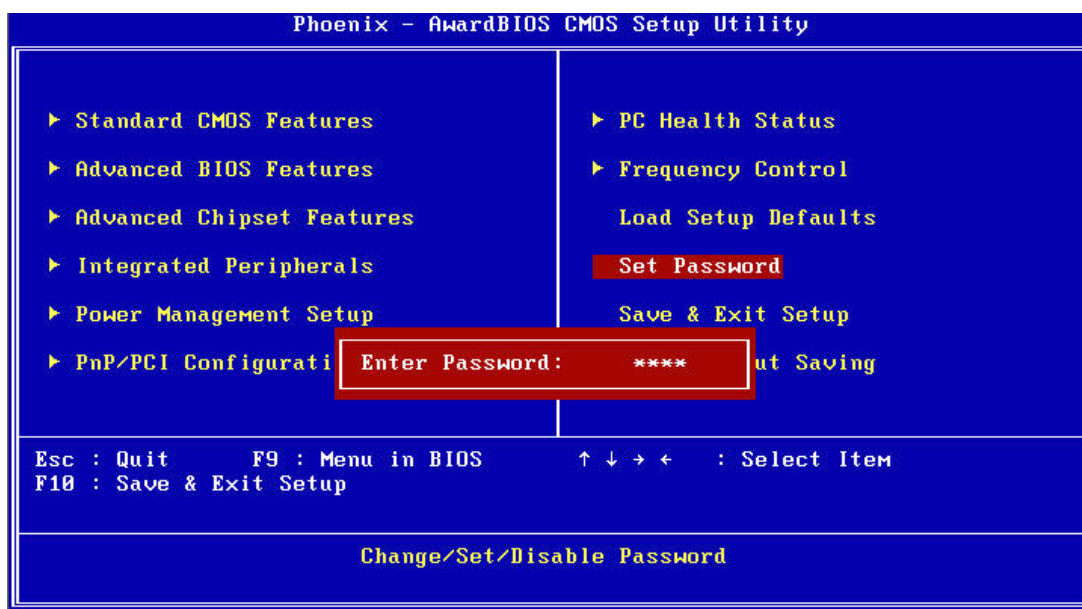 Phoenix - AwardBIOS CMOS Setup Utility
Standard CMOS Features
Advanced BIOS Features
Advanced Chipset Features
Integrated Peripherals
Power Management Setup
PnP/PCI Configurati
PC Health Status
Frequency Control
Load Setup Defaults
Set Password
Save & Exit Setup
ut Saving
Enter Password: ****
Esc : Quit F9 : Menu in BIOS ↑ ↓ → ← : Select Item
F10 : Save & Exit Setup
Change/Set/Disable Password